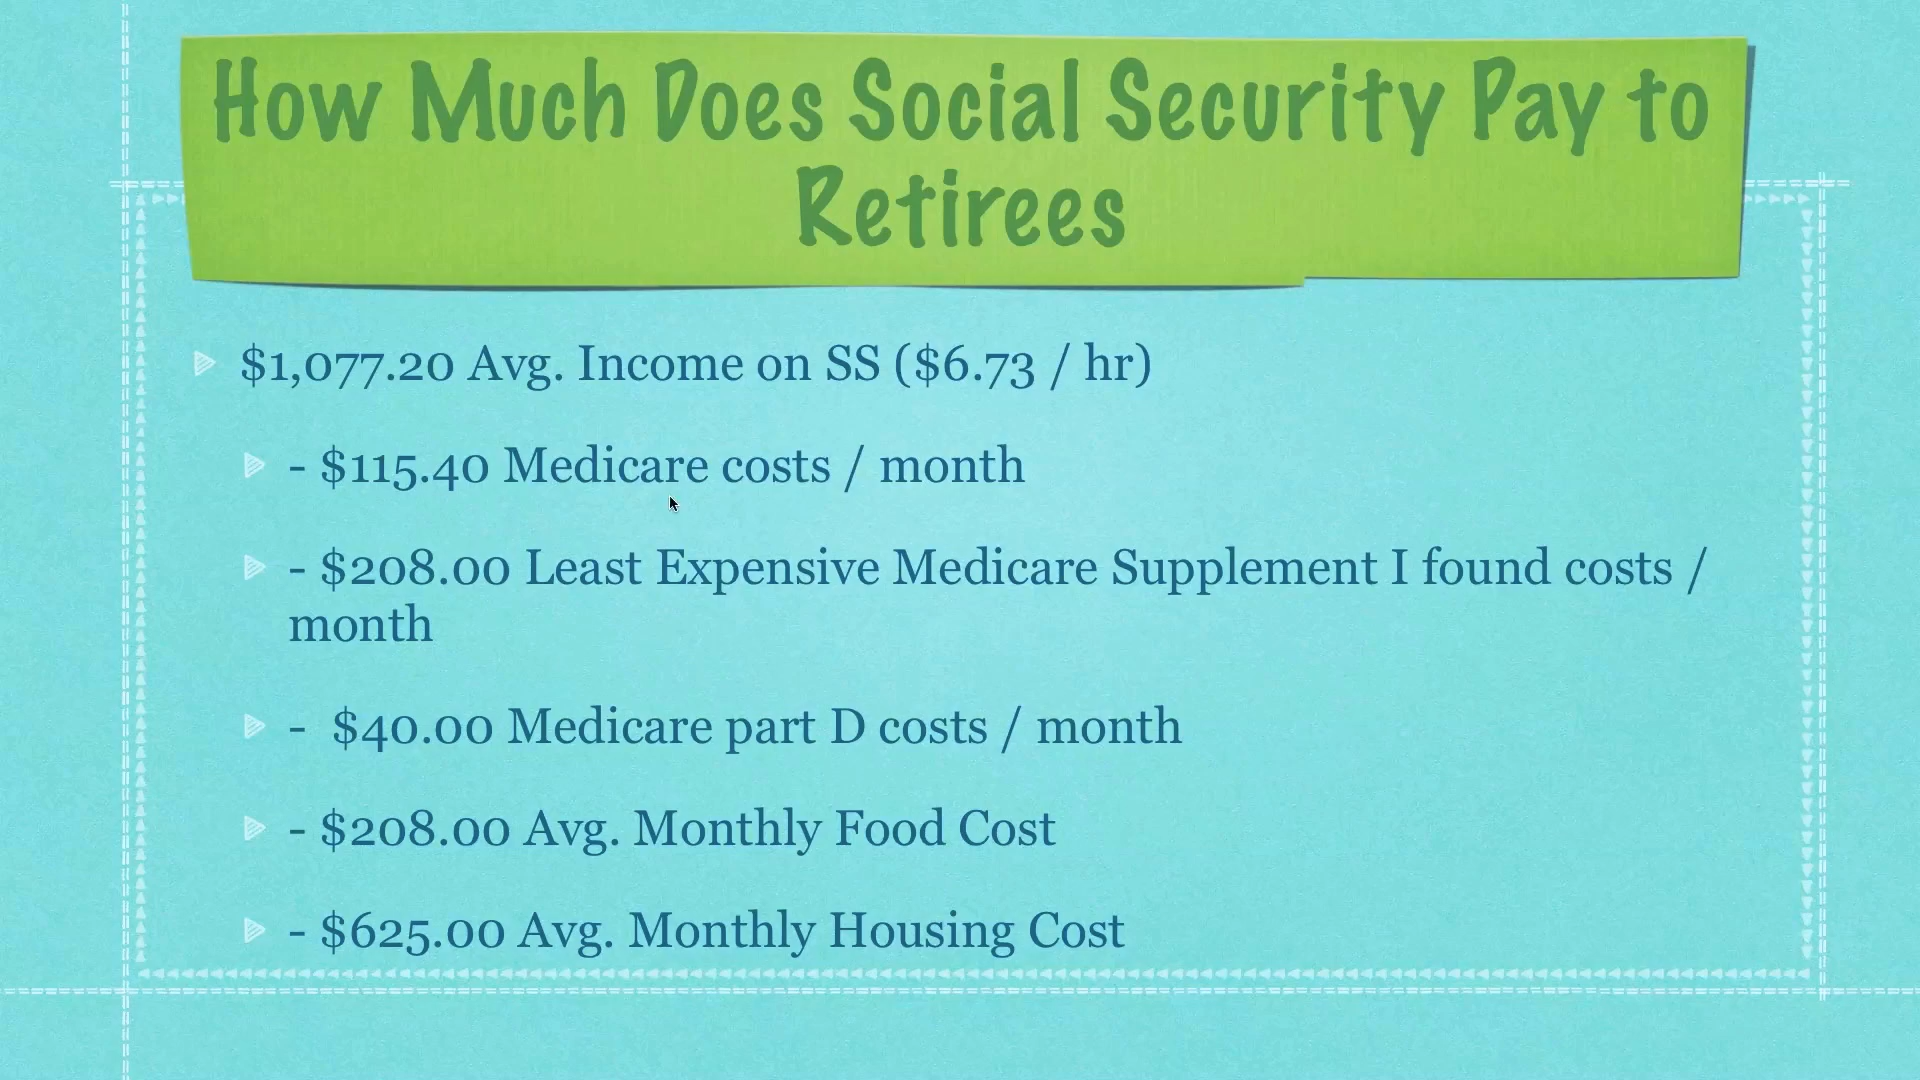 How Much Does Social Security Pay to
Retirees
$1,077.20 Avg. Income on SS ($6.73 / hr)
- $115.40 Medicare costs / month
- $208.00 Least Expensive Medicare Supplement I found costs /
month
-  $40.00 Medicare part D costs / month
- $208.00 Avg. Monthly Food Cost
- $625.00 Avg. Monthly Housing Cost